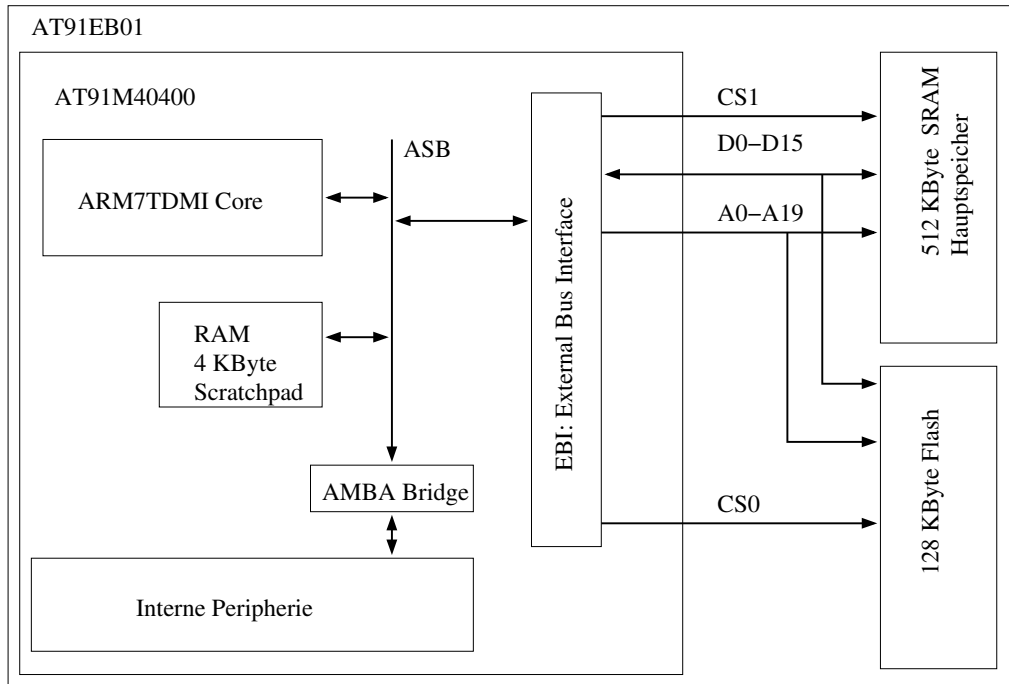 AT91EB01
AT91M40400
ARM7TDMI Core
ASB
RAM
4 KByte
Scratchpad
AMBA Bridge
Interne Peripherie
EBI: External Bus Interface
CS1
D0–D15
A0–A19
CS0
512 KByte SRAM
Hauptspeicher
128 KByte Flash